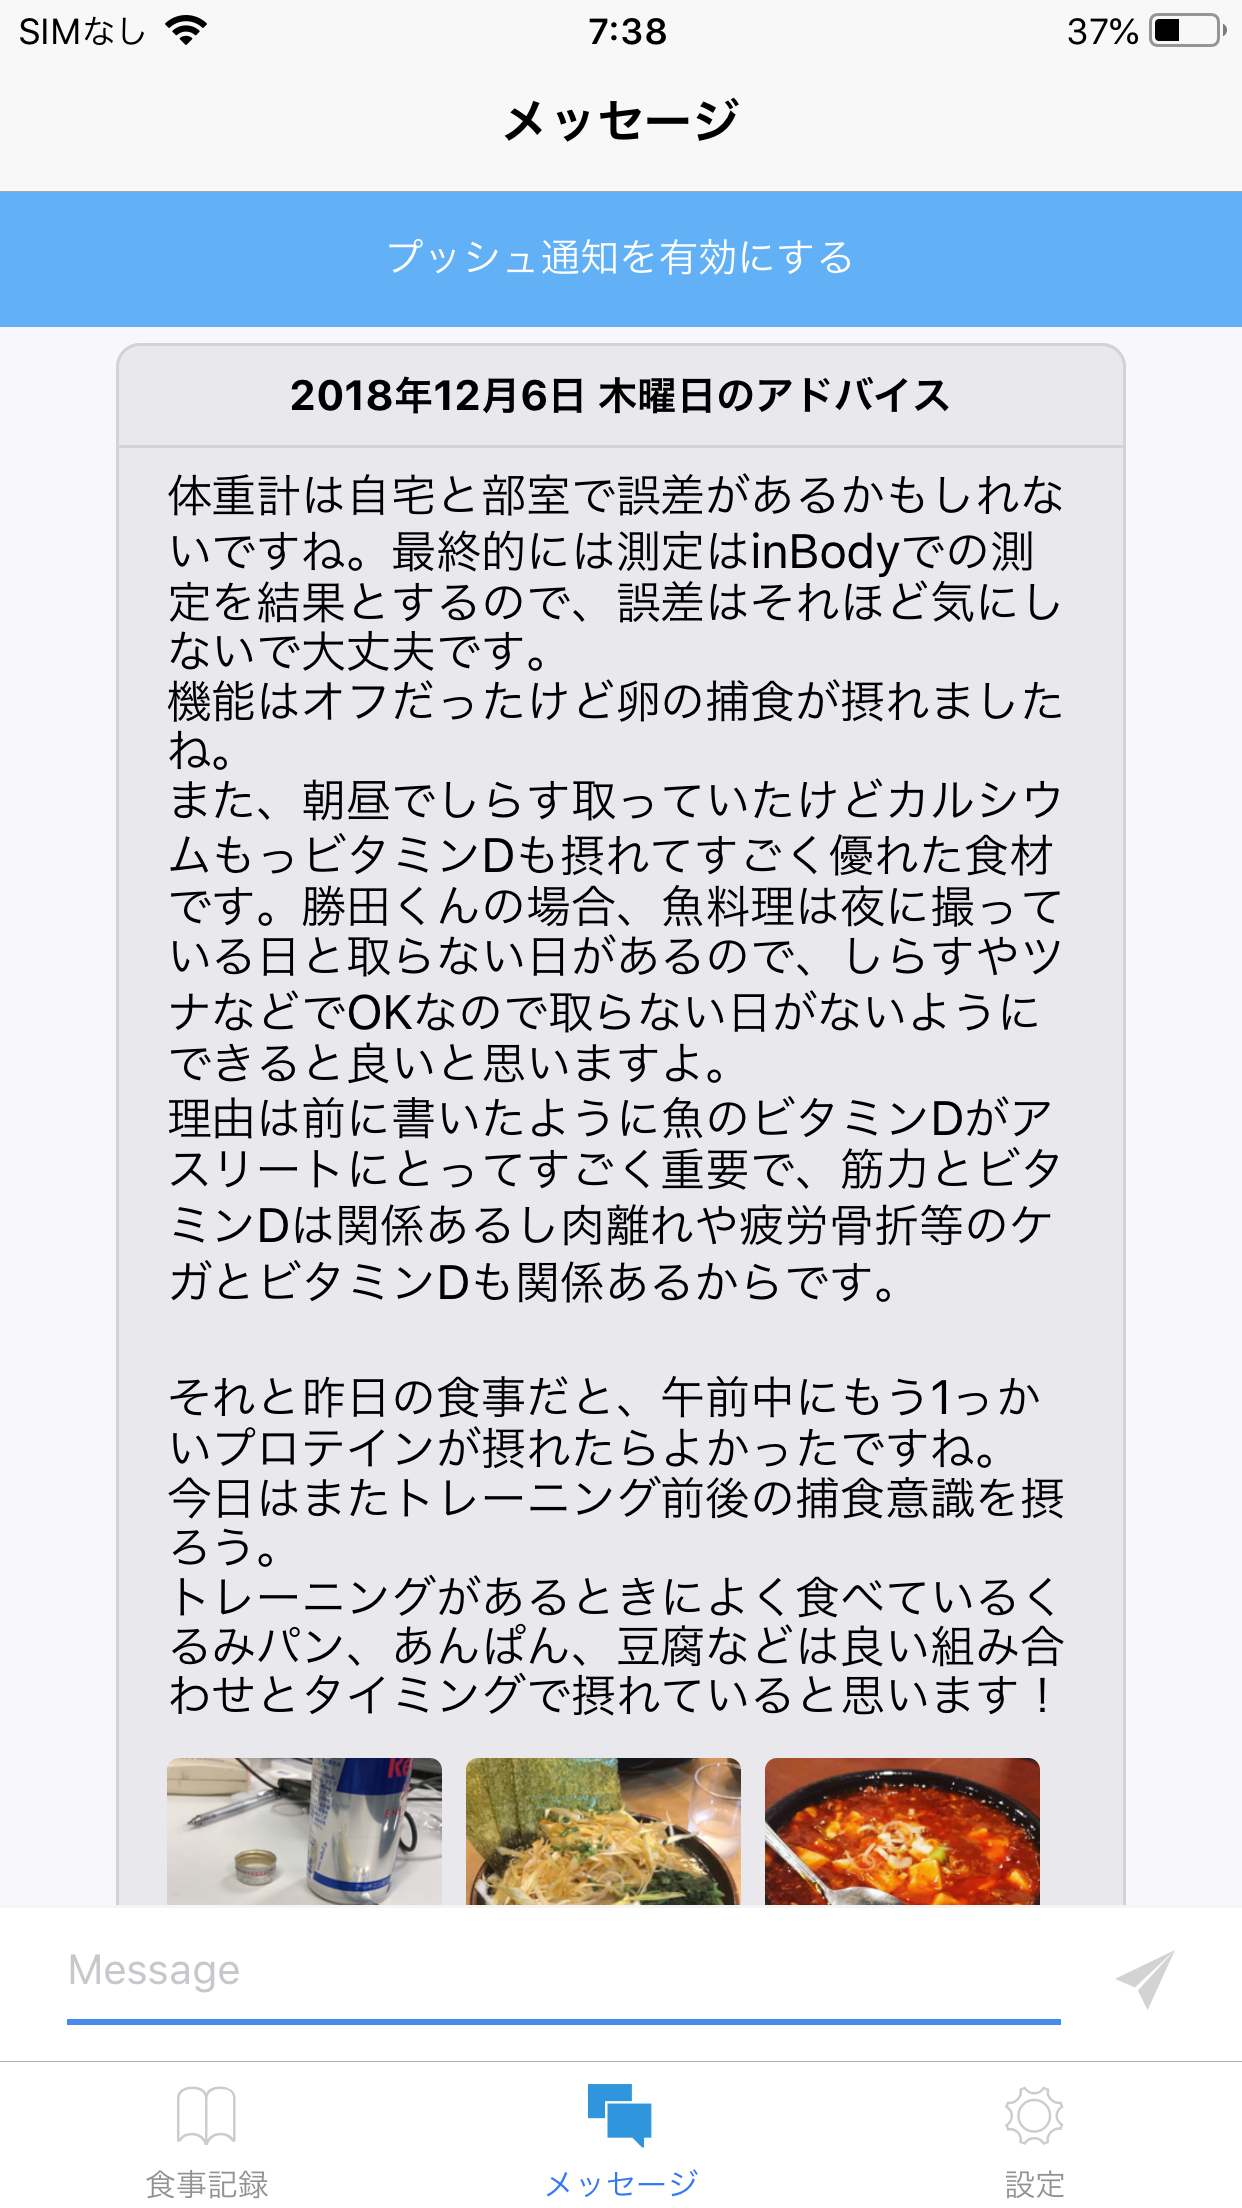 SIMなし
7:38
37%
メッセージ
プッシュ通知を有効にする
2018年12月6日 木曜日のアドバイス
体重計は自宅と部室で誤差があるかもしれな
いですね。最終的には測定はinBodyでの測
定を結果とするので、誤差はそれほど気にし
ないで大丈夫です。
機能はオフだったけど卵の捕食が摂れました
ね。
また、朝昼でしらす取っていたけどカルシウ
ムもっビタミンDも摂れてすごく優れた食材
です。勝田くんの場合、魚料理は夜に撮って
いる日と取らない日があるので、しらすやツ
ナなどでOKなので取らない日がないように
できると良いと思いますよ。
理由は前に書いたように魚のビタミンDがア
スリートにとってすごく重要で、筋力とビタ
ミンDは関係あるし肉離れや疲労骨折等のケ
ガとビタミンDも関係あるからです。
それと昨日の食事だと、午前中にもう1っか
いプロテインが摂れたらよかったですね。
今日はまたトレーニング前後の捕食意識を摂
ろう。
トレーニングがあるときによく食べているく
るみパン、あんぱん、豆腐などは良い組み合
わせとタイミングで摂れていると思います！
Message
食事記録
メッセージ
設定